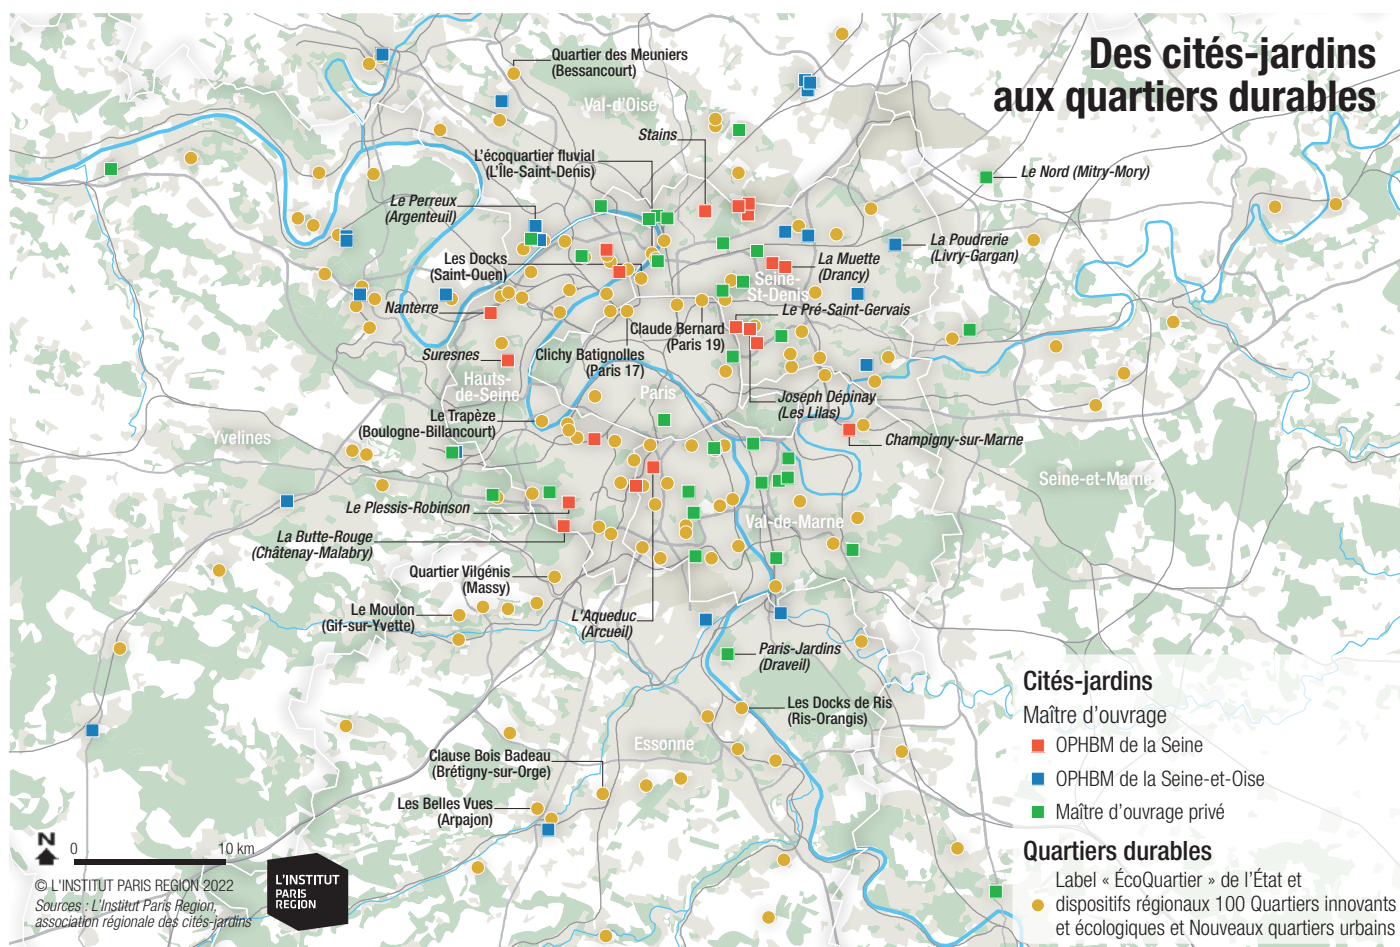 Des cités-jardins
aux quartiers durables
Quartier des Meuniers
(Bessancourt)
Val-d'Oise
Stains
L'écoquartier fluvial
(L'Île-Saint-Denis)
Le Nord (Mitry-Mory)
Le Perreux
(Argenteuil)
La Poudrerie
(Livry-Gargan)
Les Docks
(Saint-Ouen)
La Muette
(Drancy)
Seine-
St-Denis
Nanterre
Le Pré-Saint-Gervais
Claude Bernard
(Paris 19)
Suresnes
Clichy Batignolles
(Paris 17)
Hauts-
de-Seine
Paris
Joseph Dépinay
(Les Lilas)
Le Trapèze
(Boulogne-Billancourt)
Yvelines
Champigny-sur-Marne
Seine-et-Marne
Le Plessis-Robinson
Val-de-Marne
La Butte-Rouge
(Châtenay-Malabry)
Quartier Vilgénis
(Massy)
Le Moulon
(Gif-sur-Yvette)
L'Aqueduc
(Arcueil)
Paris-Jardins
(Draveil)
Les Docks de Ris
(Ris-Orangis)
Essonne
Clause Bois Badeau
(Brétigny-sur-Orge)
Les Belles Vues
(Arpajon)
Cités-jardins
Maître d'ouvrage
OPHBM de la Seine
OPHBM de la Seine-et-Oise
Maître d'ouvrage privé
Quartiers durables
Label « ÉcoQuartier » de l'État et
dispositifs régionaux 100 Quartiers innovants
et écologiques et Nouveaux quartiers urbains
N
0 10 km
© L'INSTITUT PARIS REGION 2022
Sources : L'Institut Paris Region,
association régionale des cités-jardins
L'INSTITUT
PARIS
REGION